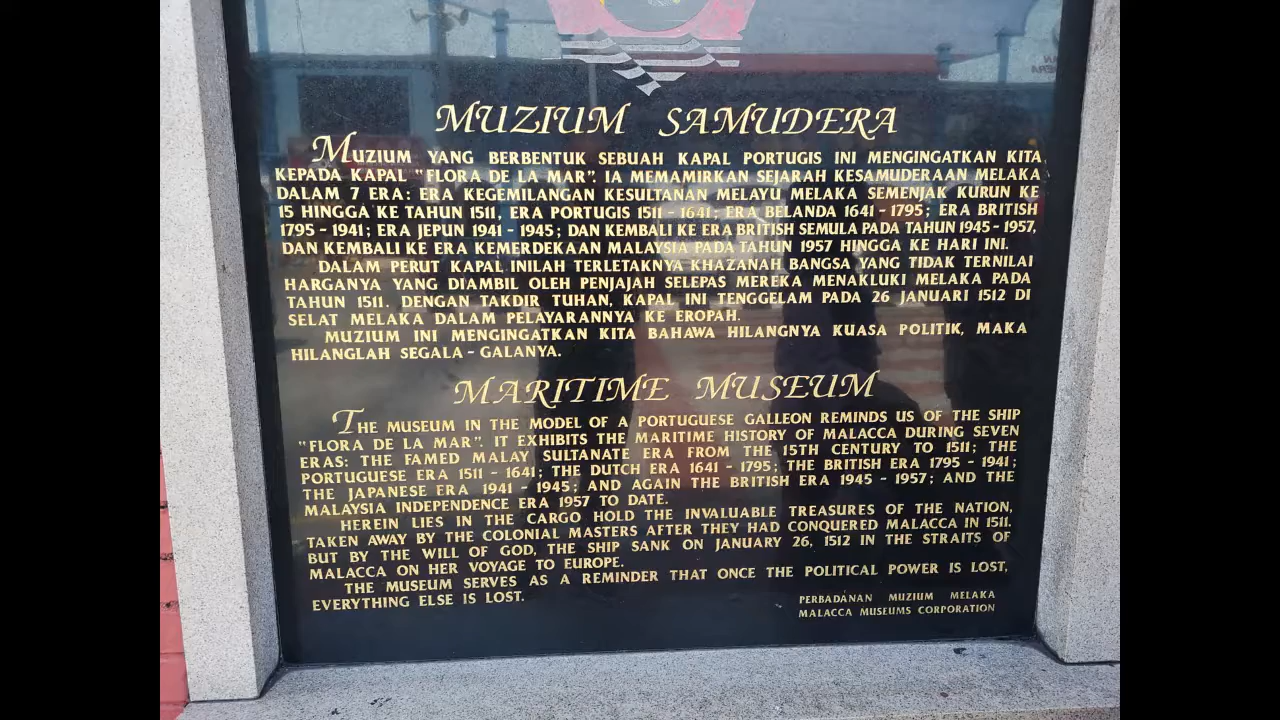 MUZIUM SAMUDERA
MUZIUM YANG BERBENTUK SEBUAH KAPAL PORTUGIS INI MENGINGATKAN KITA
KEPADA KAPAL "FLORA DE LA MAR". IA MEMAMIRKAN SEJARAH KESAMUDERAAN MELAKA
DALAM 7 ERA: ERA KEGEMILANGAN KESULTANAN MELAYU MELAKA SEMENJAK KURUN KE
15 HINGGA KE TAHUN 1511, ERA PORTUGIS 1511 - 1641; ERA BELANDA 1641 - 1795; ERA BRITISH
1795 - 1941; ERA JEPUN 1941 - 1945; DAN KEMBALI KE ERA BRITISH SEMULA PADA TAHUN 1945 - 1957,
DAN KEMBALI KE ERA KEMERDEKAAN MALAYSIA PADA TAHUN 1957 HINGGA KE HARI INI.
DALAM PERUT KAPAL INILAH TERLETAKNYA KHAZANAH BANGSA YANG TIDAK TERNILAI
HARGANYA YANG DIAMBIL OLEH PENJAJAH SELEPAS MEREKA MENAKLUKI MELAKA PADA
TAHUN 1511. DENGAN TAKDIR TUHAN, KAPAL INI TENGGELAM PADA 26 JANUARI 1512 DI
SELAT MELAKA DALAM PELAYARANNYA KE EROPAH.
MUZIUM INI MENGINGATKAN KITA BAHAWA HILANGNYA KUASA POLITIK, MAKA
HILANGLAH SEGALA - GALANYA.
MARITIME MUSEUM
THE MUSEUM IN THE MODEL OF A PORTUGUESE GALLEON REMINDS US OF THE SHIP
"FLORA DE LA MAR". IT EXHIBITS THE MARITIME HISTORY OF MALACCA DURING SEVEN
ERAS: THE FAMED MALAY SULTANATE ERA FROM THE 15TH CENTURY TO 1511; THE
PORTUGUESE ERA 1511 - 1641; THE DUTCH ERA 1641 - 1795; THE BRITISH ERA 1795 - 1941;
THE JAPANESE ERA 1941 - 1945; AND AGAIN THE BRITISH ERA 1945 - 1957; AND THE
MALAYSIA INDEPENDENCE ERA 1957 TO DATE.
HEREIN LIES IN THE CARGO HOLD THE INVALUABLE TREASURES OF THE NATION,
TAKEN AWAY BY THE COLONIAL MASTERS AFTER THEY HAD CONQUERED MALACCA IN 1511.
BUT BY THE WILL OF GOD, THE SHIP SANK ON JANUARY 26, 1512 IN THE STRAITS OF
MALACCA ON HER VOYAGE TO EUROPE.
THE MUSEUM SERVES AS A REMINDER THAT ONCE THE POLITICAL POWER IS LOST,
EVERYTHING ELSE IS LOST.
PERBADANAN MUZIUM MELAKA
MALACCA MUSEUMS CORPORATION